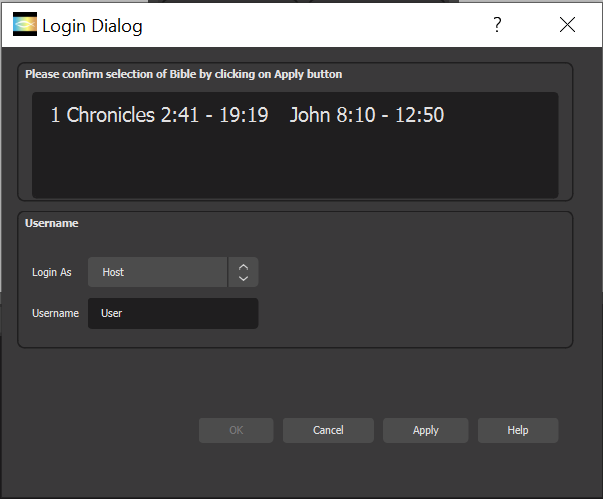 Login Dialog ?
Please confirm selection of Bible by clicking on Apply button
1 Chronicles 2:41 - 19:19 John 8:10 - 12:50
Username
Login As Host
Username User
OK Cancel Apply Help